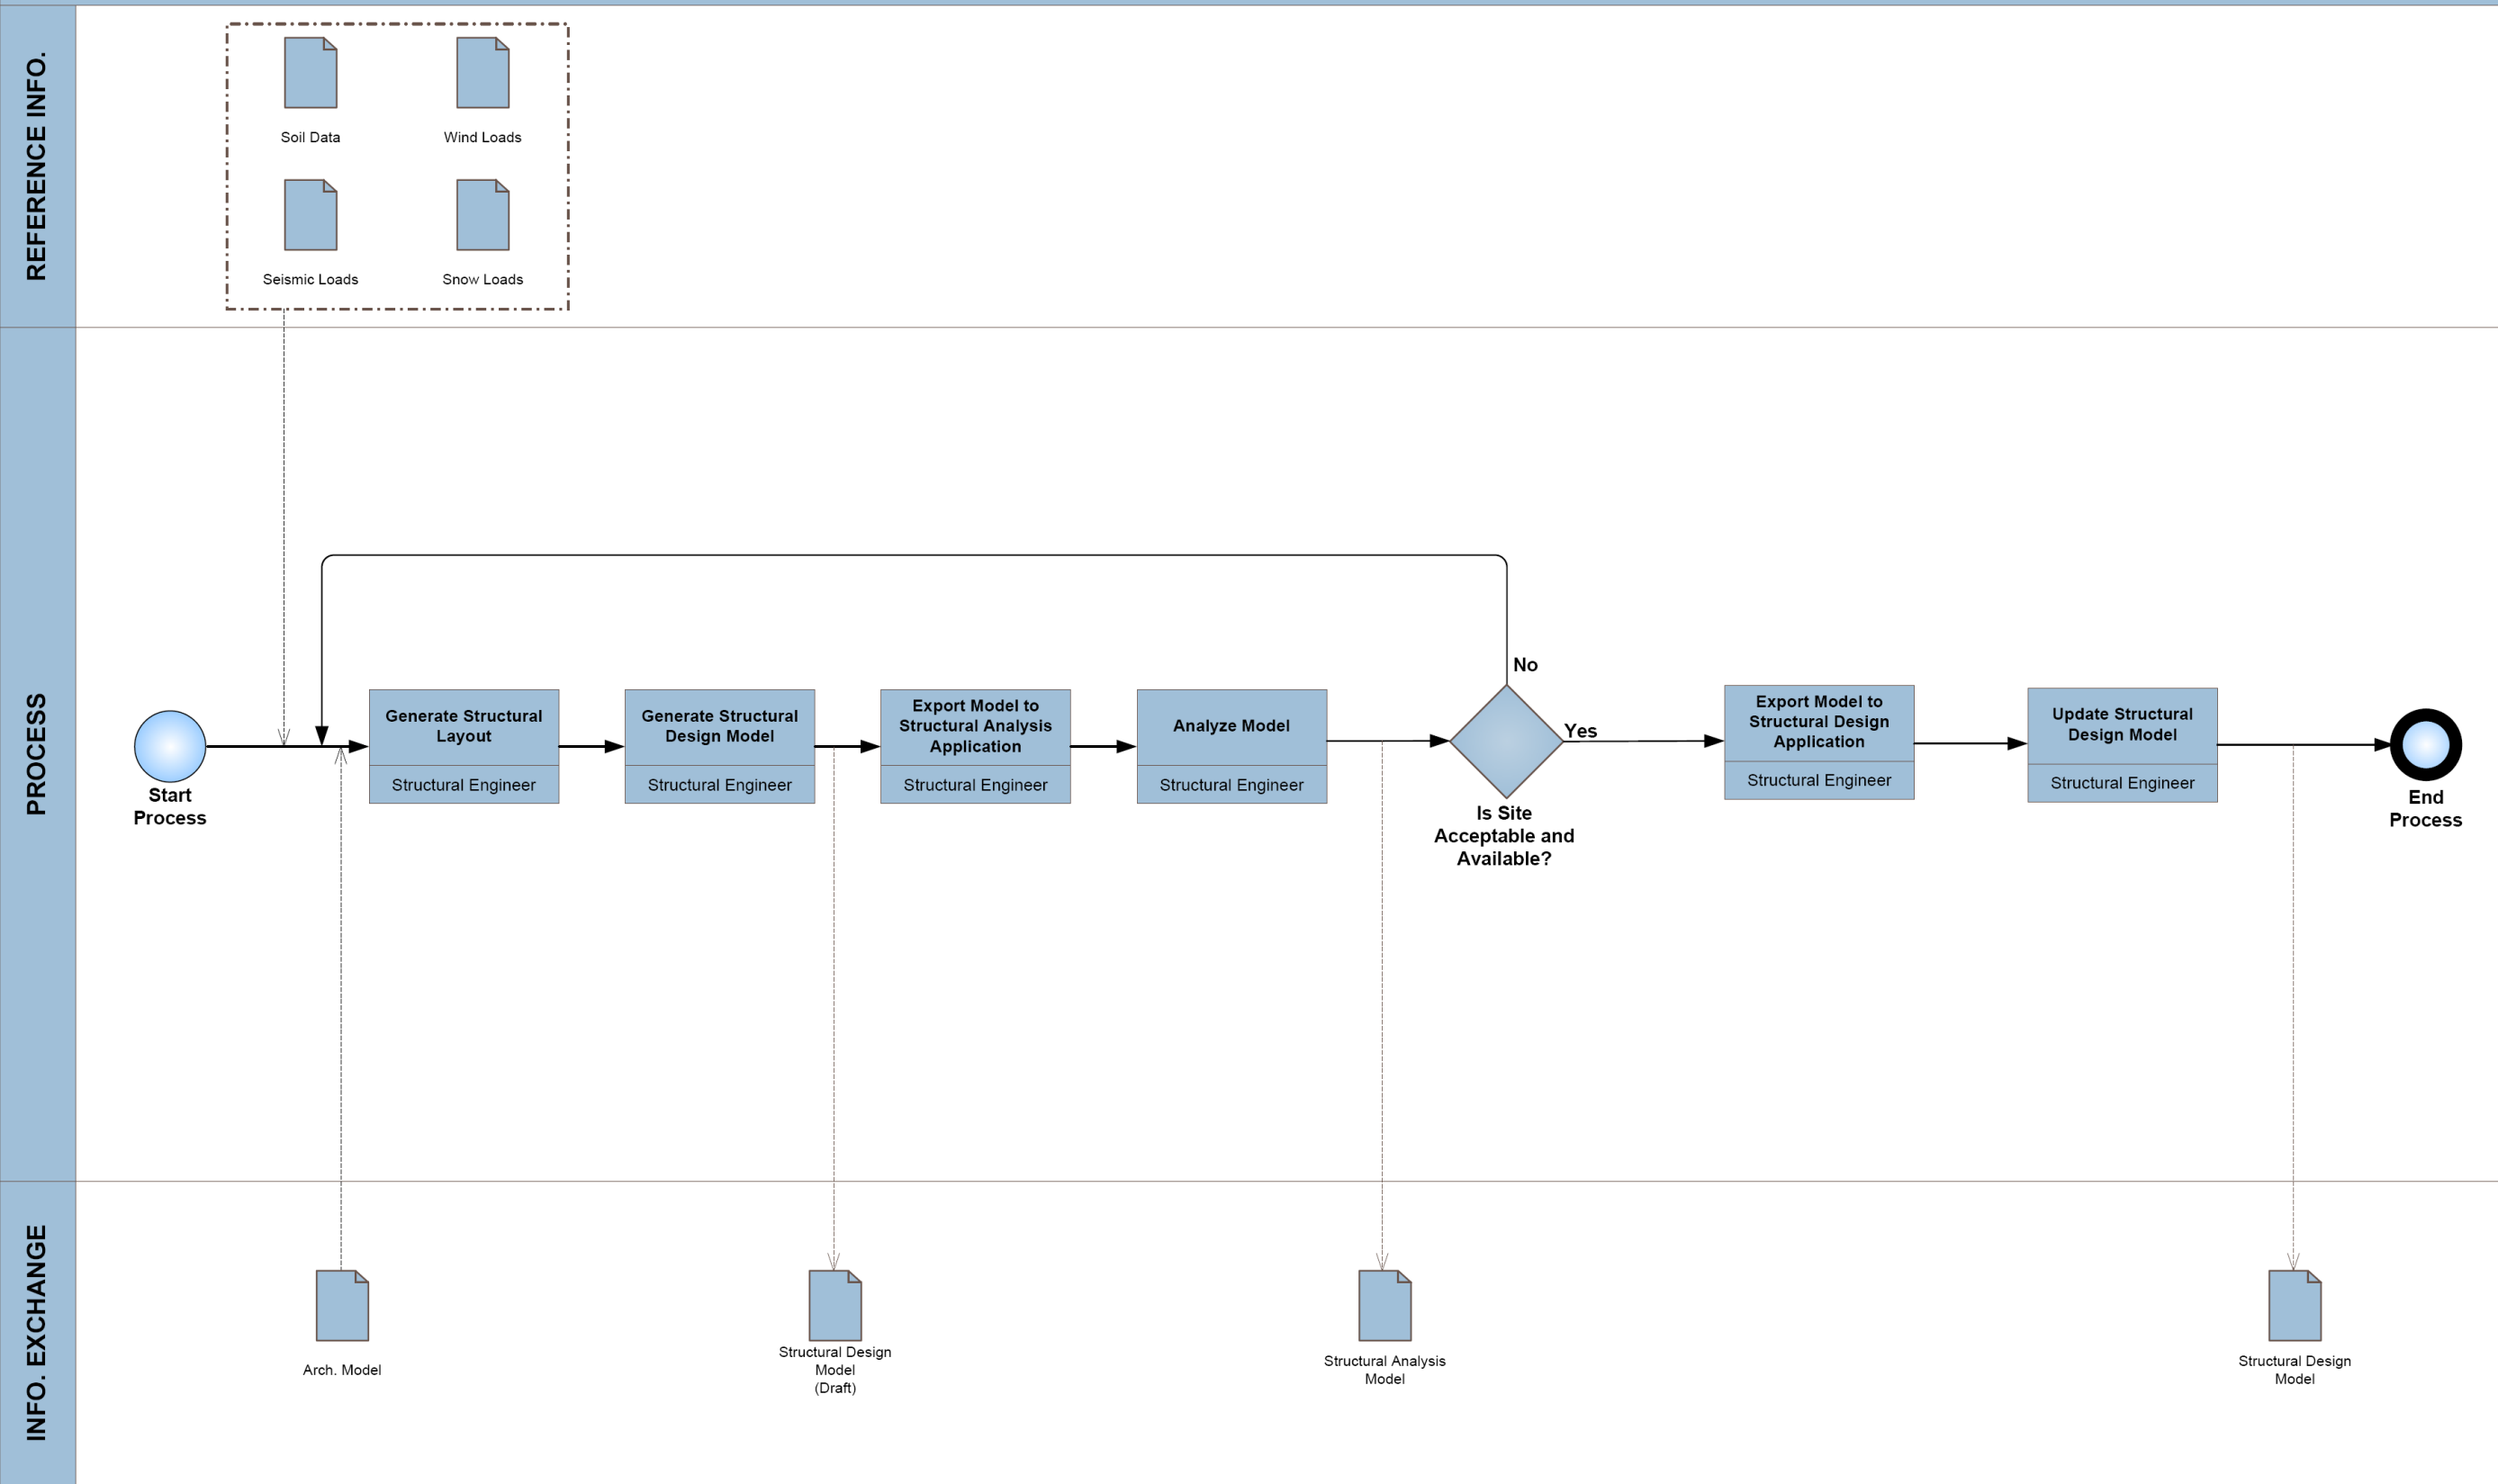 REFERENCE INFO.
Soil Data
Wind Loads
Seismic Loads
Snow Loads
PROCESS
Start
Process
Generate Structural
Layout
Structural Engineer
Generate Structural
Design Model
Structural Engineer
Export Model to
Structural Analysis
Application
Structural Engineer
Analyze Model
Structural Engineer
No
Yes
Is Site
Acceptable and
Available?
Export Model to
Structural Design
Application
Structural Engineer
Update Structural
Design Model
Structural Engineer
End
Process
INFO. EXCHANGE
Arch. Model
Structural Design
Model
(Draft)
Structural Analysis
Model
Structural Design
Model